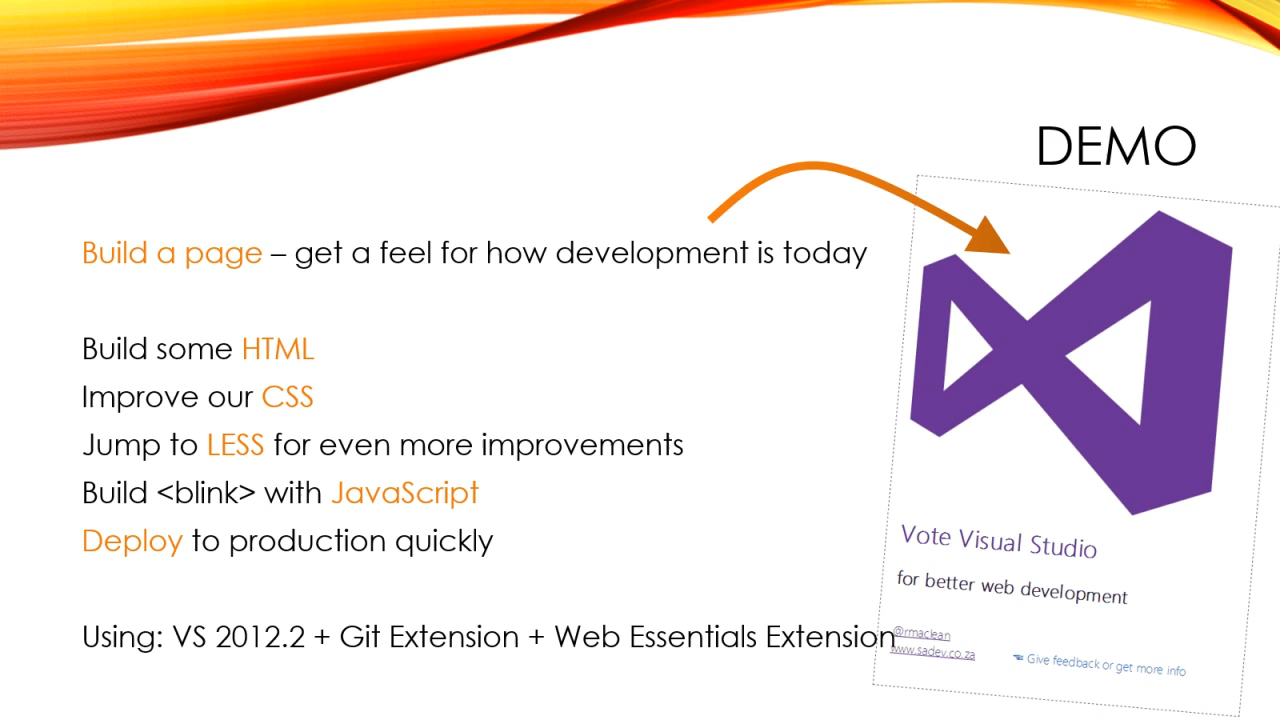 DEMO
Build a page – get a feel for how development is today
Build some HTML
Improve our CSS
Jump to LESS for even more improvements
Build <blink> with JavaScript
Deploy to production quickly
Using: VS 2012.2 + Git Extension + Web Essentials Extension
Vote Visual Studio
for better web development
@rmaclean
www.sadev.co.za
☚ Give feedback or get more info